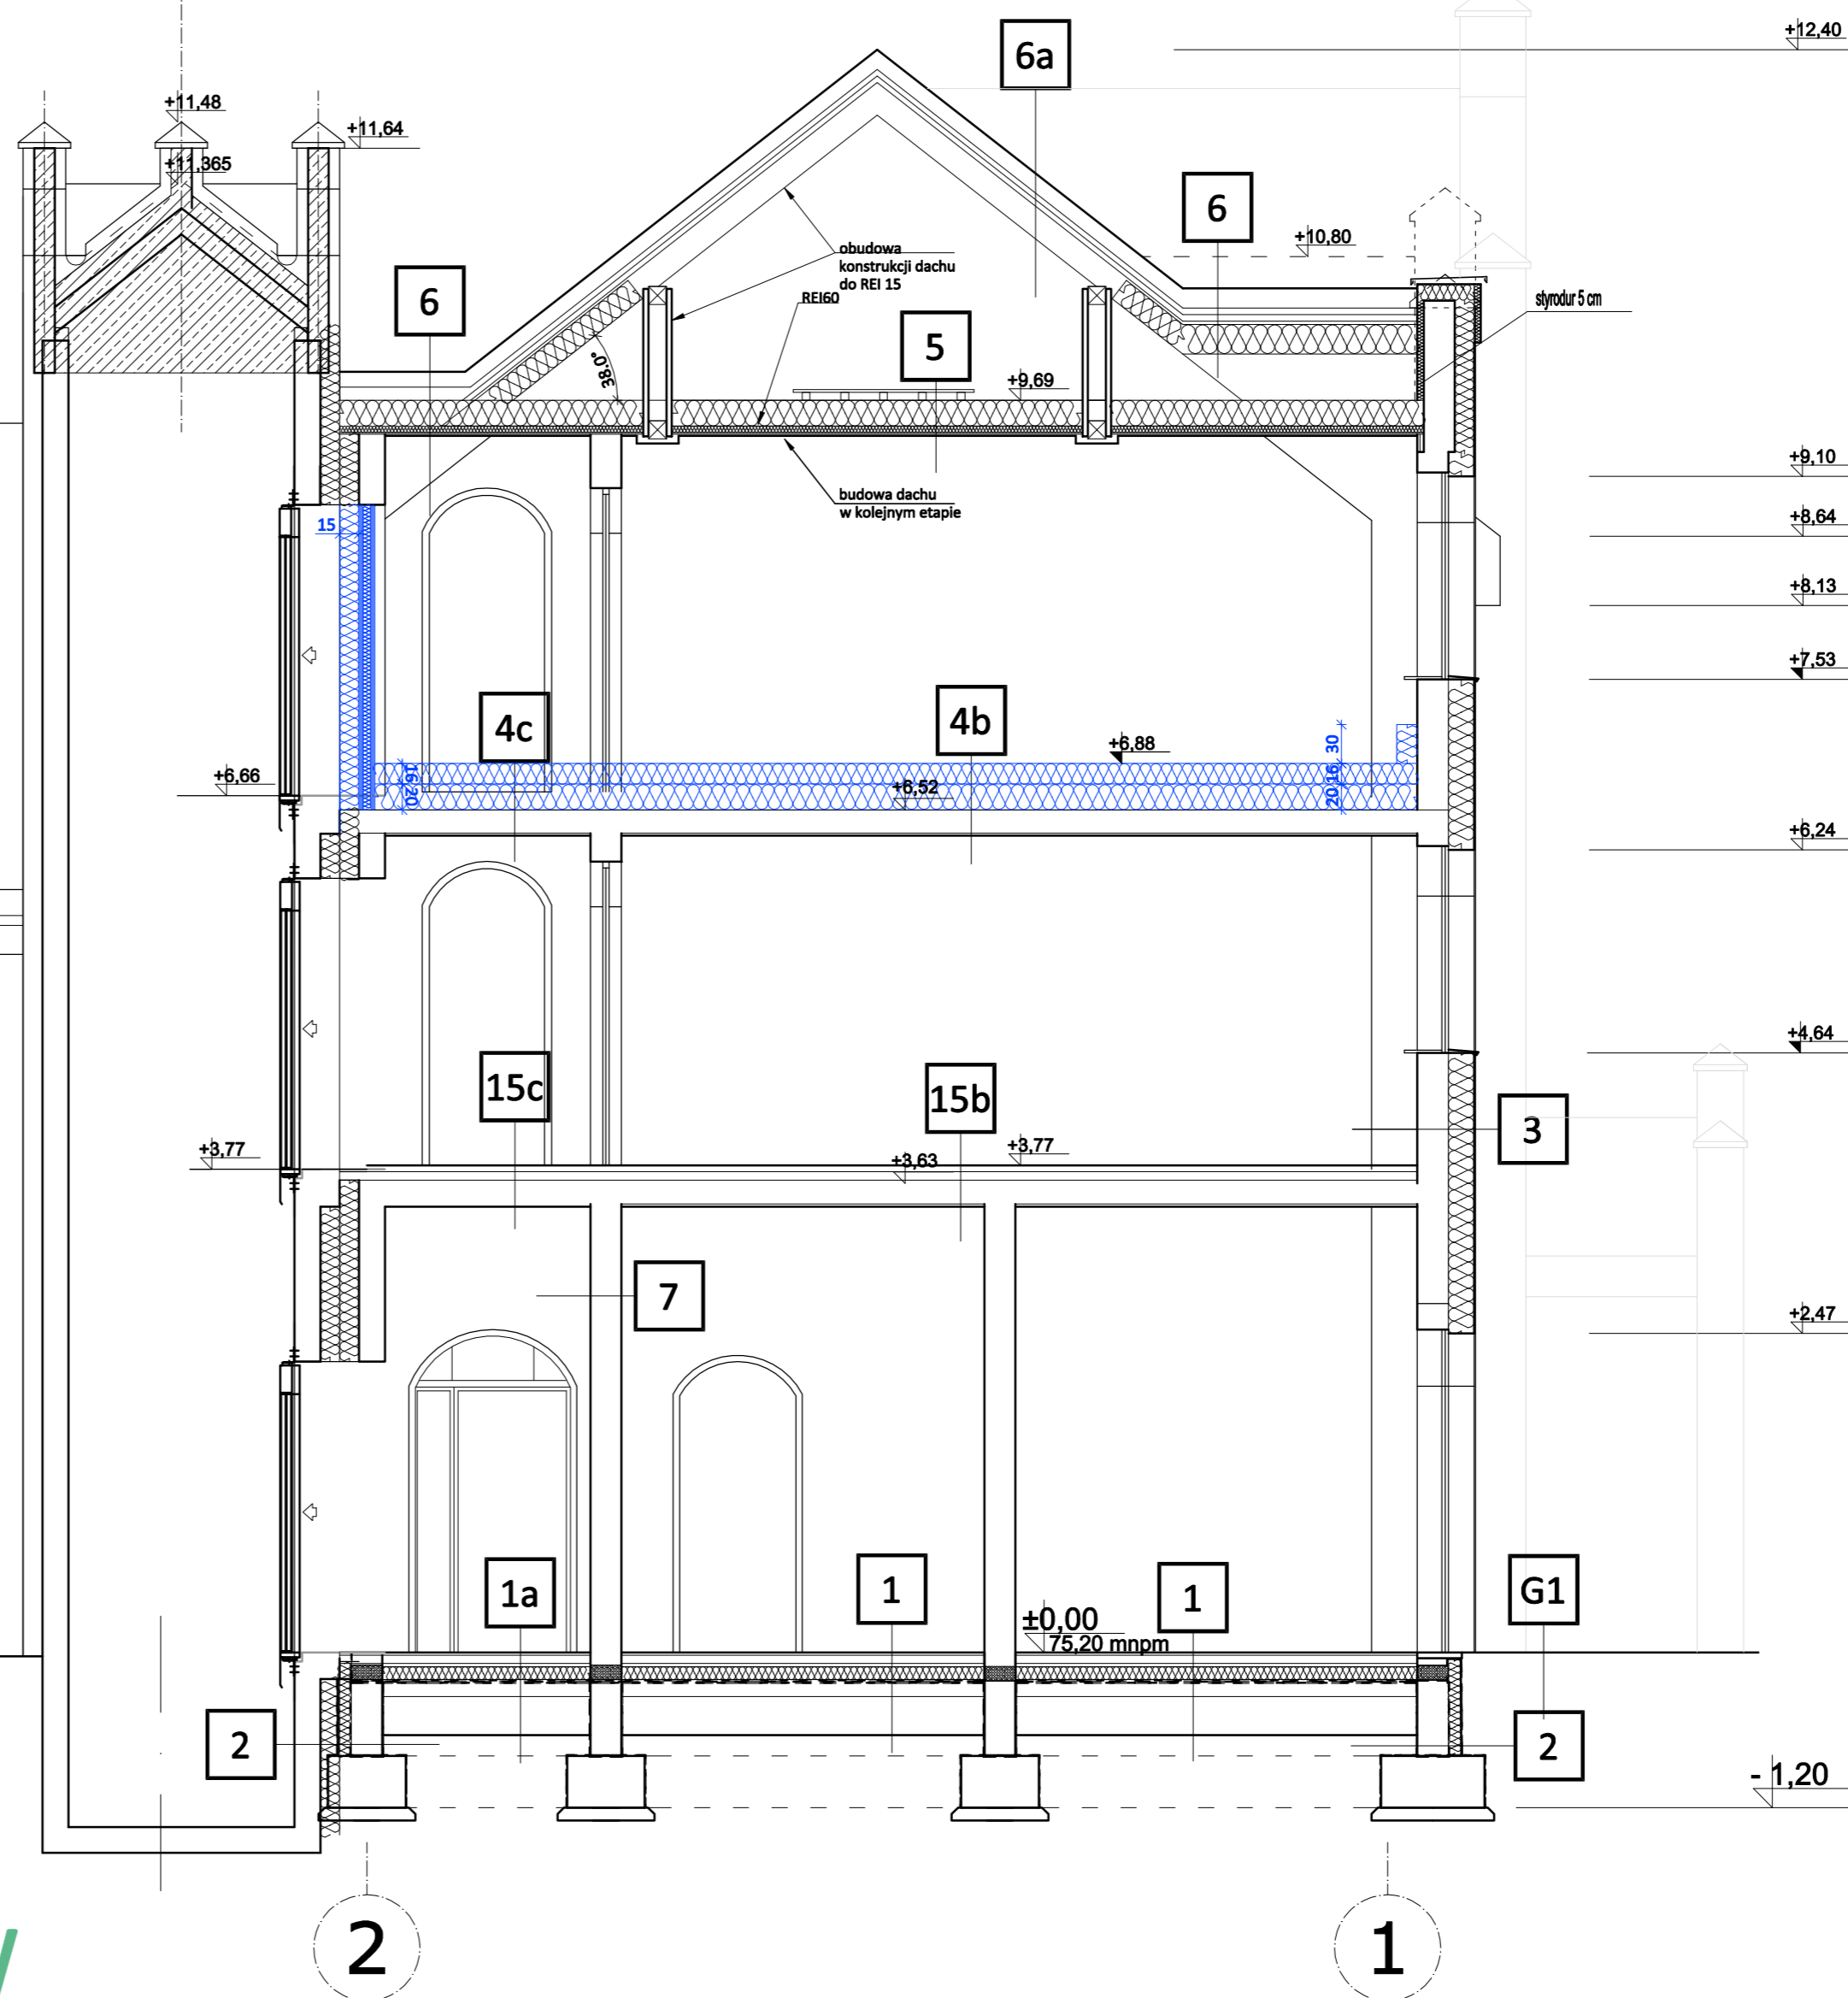 +12,40
6a
+11,48
+11,64
+11,365
6
+10,80
obudowa
konstrukcji dachu
do REI 15
REI60
6
styrodur 5 cm
5
38.0°
+9,69
+9,10
budowa dachu
w kolejnym etapie
15
+8,64
+8,13
+7,53
4c
4b
+6,88
30
16
20
+6,66
16
20
+6,52
+6,24
+4,64
15c
15b
3
+3,77
+3,77
+3,63
7
+2,47
1a
1
1
G1
±0,00
75,20 mnpm
2
2
- 1,20
2
1